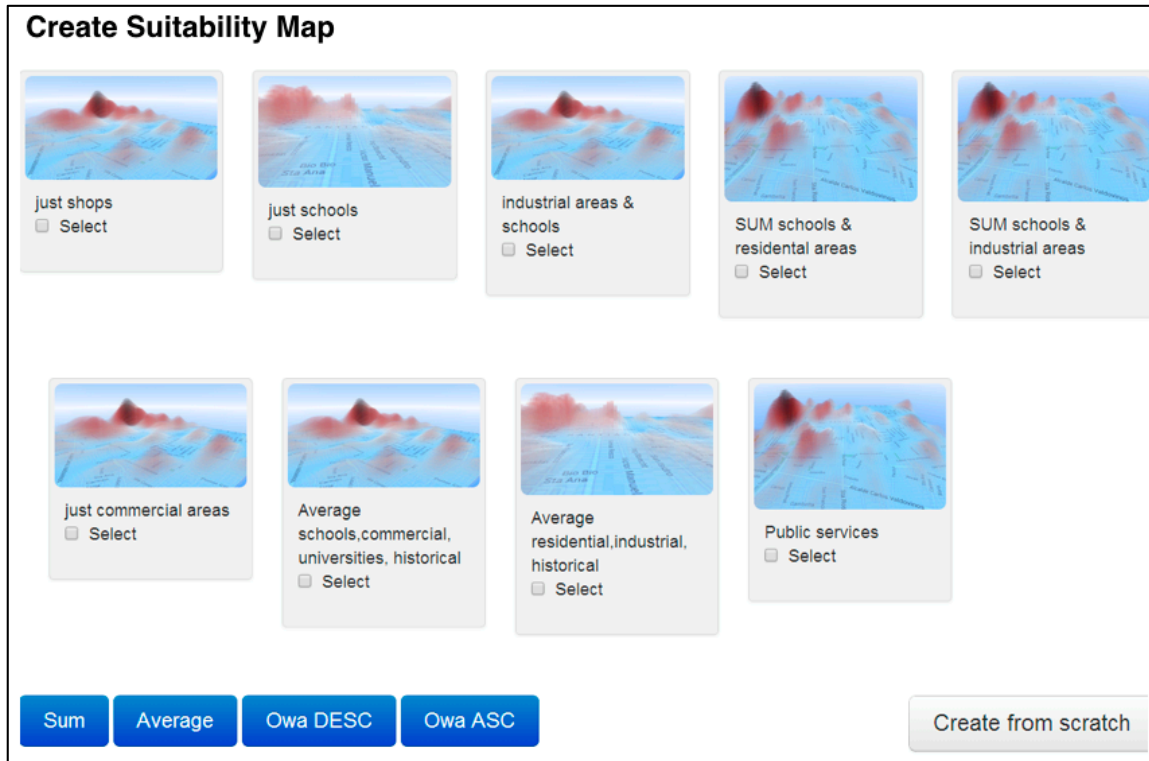 Create Suitability Map
just shops
Select
just schools
Select
industrial areas &
schools
Select
SUM schools &
residental areas
Select
SUM schools &
industrial areas
Select
just commercial areas
Select
Average
schools,commercial,
universities, historical
Select
Average
residential,industrial,
historical
Select
Public services
Select
Sum
Average
Owa DESC
Owa ASC
Create from scratch